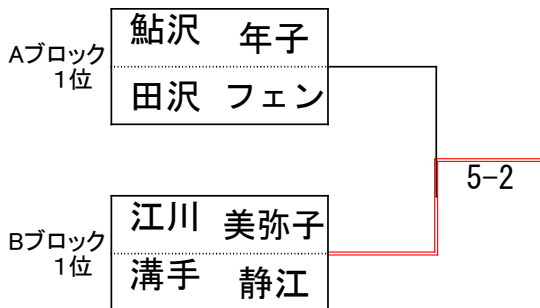 Aブロック
1位
鮎沢 年子
田沢 フェン
5-2
Bブロック
1位
江川 美弥子
溝手 静江